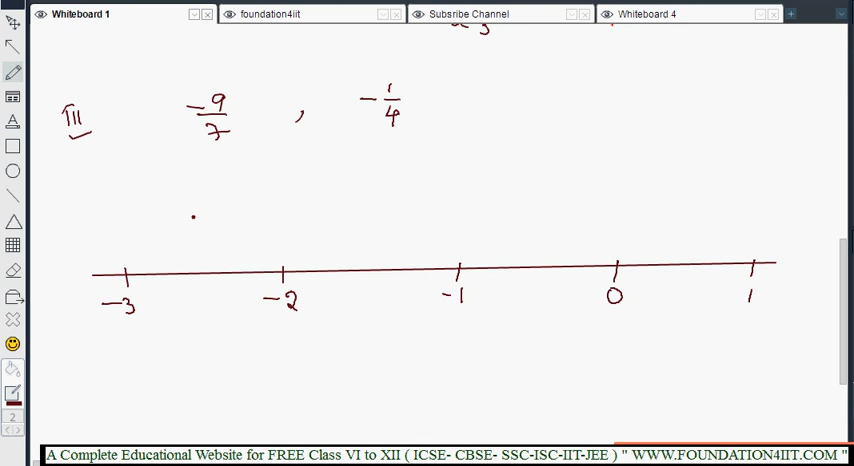 Whiteboard 1 foundation4iit Subsribe Channel Whiteboard 4
III -9/7 , -1/4
-3 -2 -1 0 1
2
A Complete Educational Website for FREE Class VI to XII ( ICSE- CBSE- SSC-ISC-IIT-JEE ) " WWW.FOUNDATION4IIT.COM "